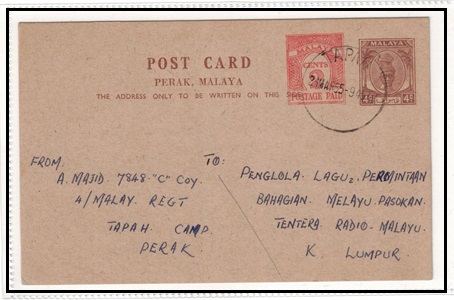 POST CARD
PERAK, MALAYA
THE ADDRESS ONLY TO BE WRITTEN ON THIS
MALAYA
CENTS
POSTAGE PAID
MALAYA
4c 4c
FROM.
A. MAJID. 7848 "C" COY.
4/MALAY. REGT
TAPAH CAMP
PERAK
TO:
PENGLOLA LAGU2 PERMINTAAN
BAHAGIAN MELAYU PASOKAN.
TENTERA RADIO MALAYU.
K. LUMPUR.